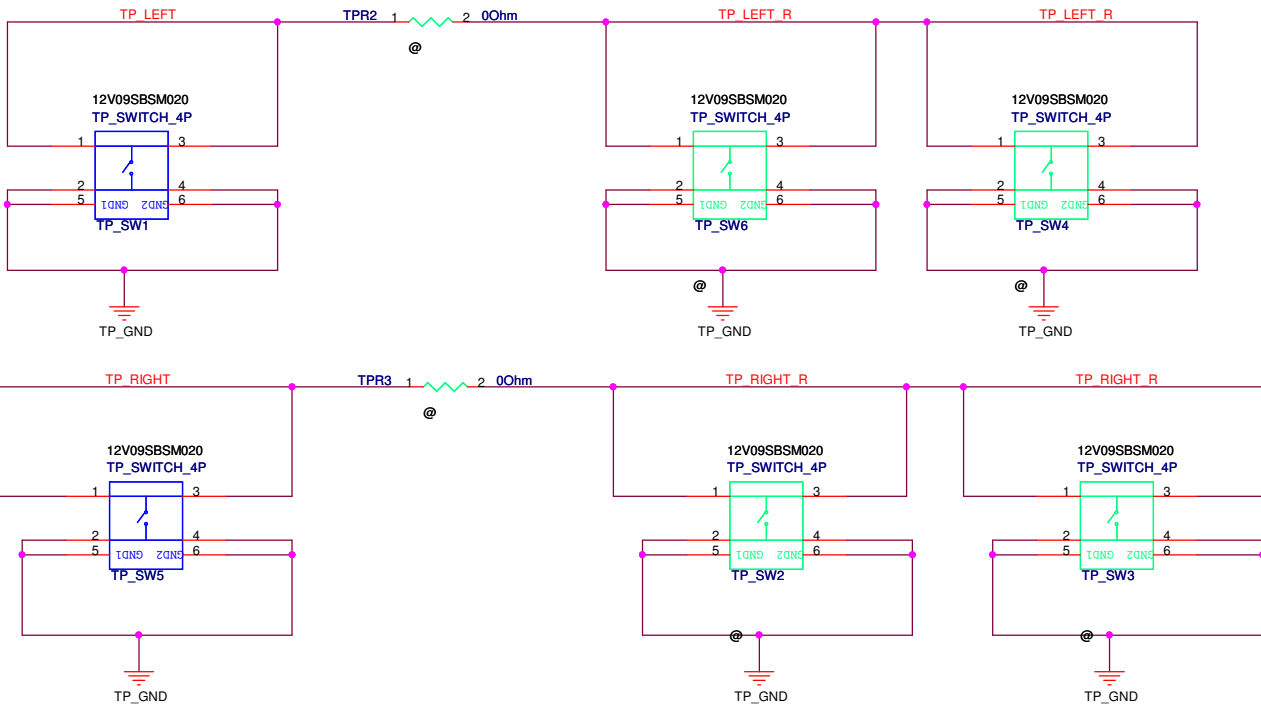 TP_LEFT
TPR2 1 2 0Ohm
TP_LEFT_R
TP_LEFT_R
@
12V09SBSM020
TP_SWITCH_4P
1 3
2 4
5 GND1 GND2 6
TP_SW1
TP_GND
12V09SBSM020
TP_SWITCH_4P
1 3
2 4
5 GND1 GND2 6
TP_SW6
@
TP_GND
12V09SBSM020
TP_SWITCH_4P
1 3
2 4
5 GND1 GND2 6
TP_SW4
@
TP_GND
TP_RIGHT
TPR3 1 2 0Ohm
TP_RIGHT_R
TP_RIGHT_R
@
12V09SBSM020
TP_SWITCH_4P
1 3
2 4
5 GND1 GND2 6
TP_SW5
TP_GND
12V09SBSM020
TP_SWITCH_4P
1 3
2 4
5 GND1 GND2 6
TP_SW2
@
TP_GND
12V09SBSM020
TP_SWITCH_4P
1 3
2 4
5 GND1 GND2 6
TP_SW3
@
TP_GND